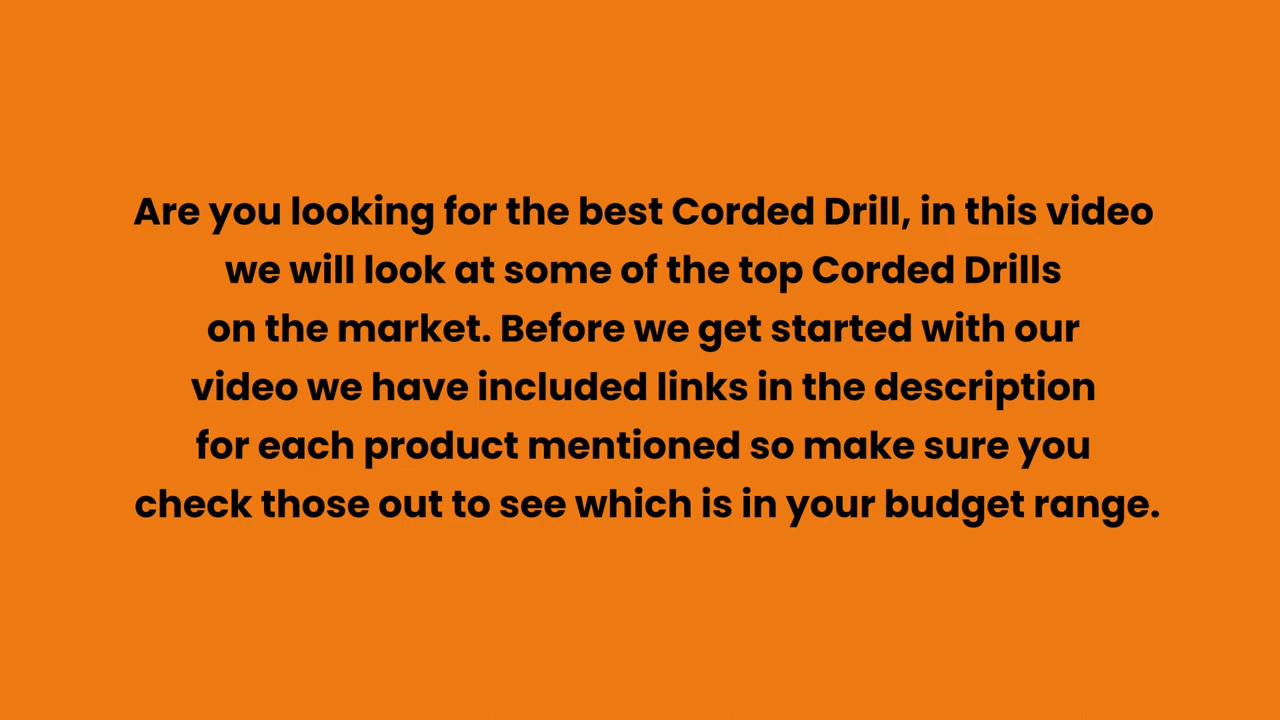 Are you looking for the best Corded Drill, in this video
we will look at some of the top Corded Drills
on the market. Before we get started with our
video we have included links in the description
for each product mentioned so make sure you
check those out to see which is in your budget range.